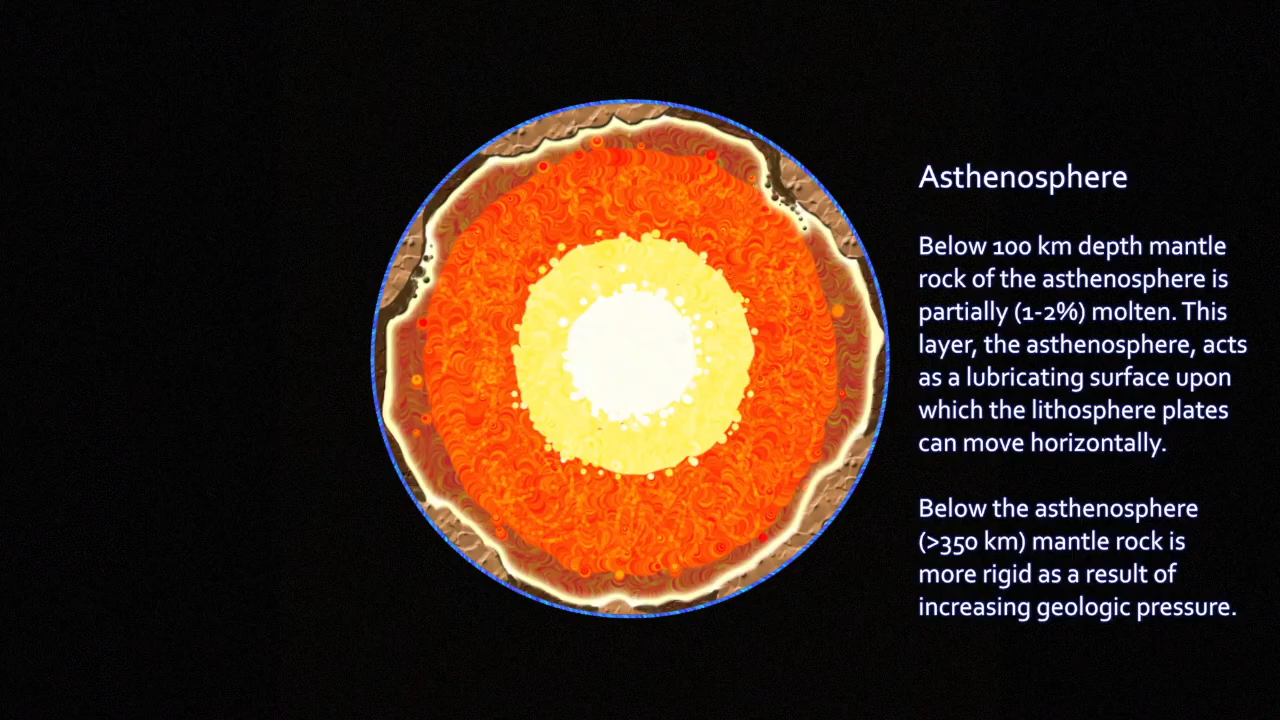 Asthenosphere
Below 100 km depth mantle
rock of the asthenosphere is
partially (1-2%) molten. This
layer, the asthenosphere, acts
as a lubricating surface upon
which the lithosphere plates
can move horizontally.
Below the asthenosphere
(>350 km) mantle rock is
more rigid as a result of
increasing geologic pressure.